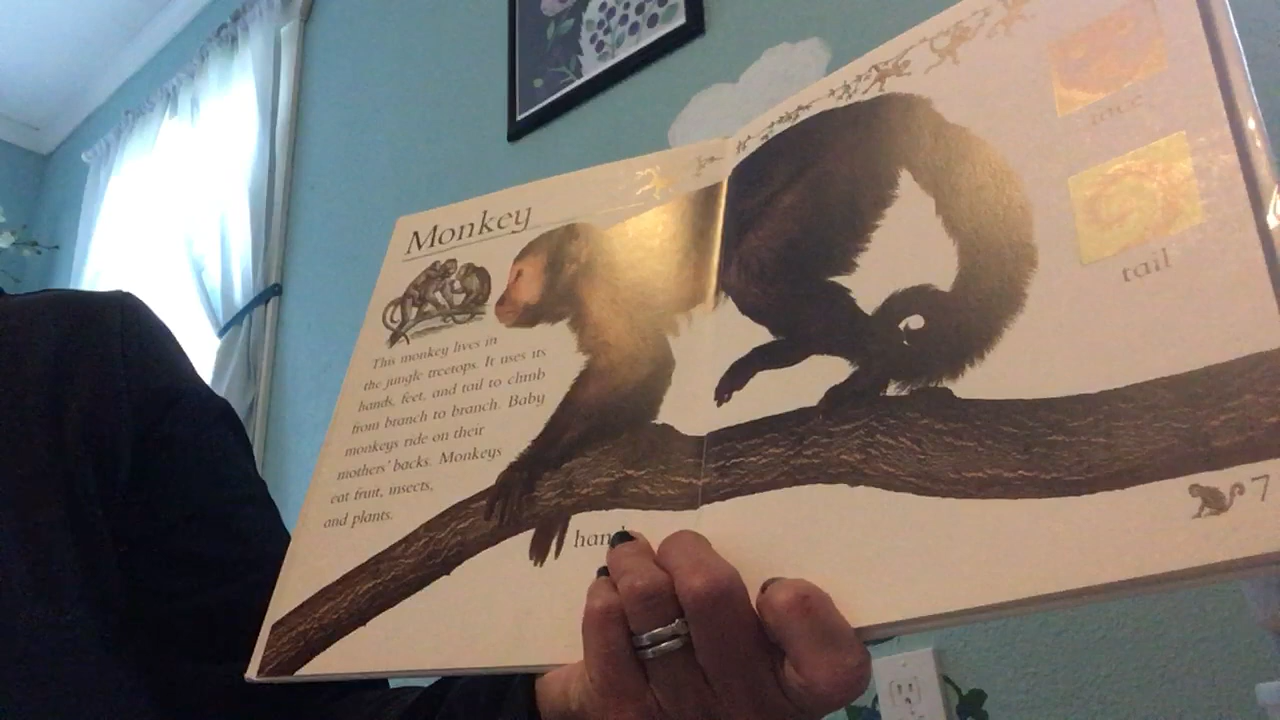 Monkey
This monkey lives in
the jungle treetops. It uses its
hands, feet, and tail to climb
from branch to branch. Baby
monkeys ride on their
mothers' backs. Monkeys
eat fruit, insects,
and plants.
tail
7